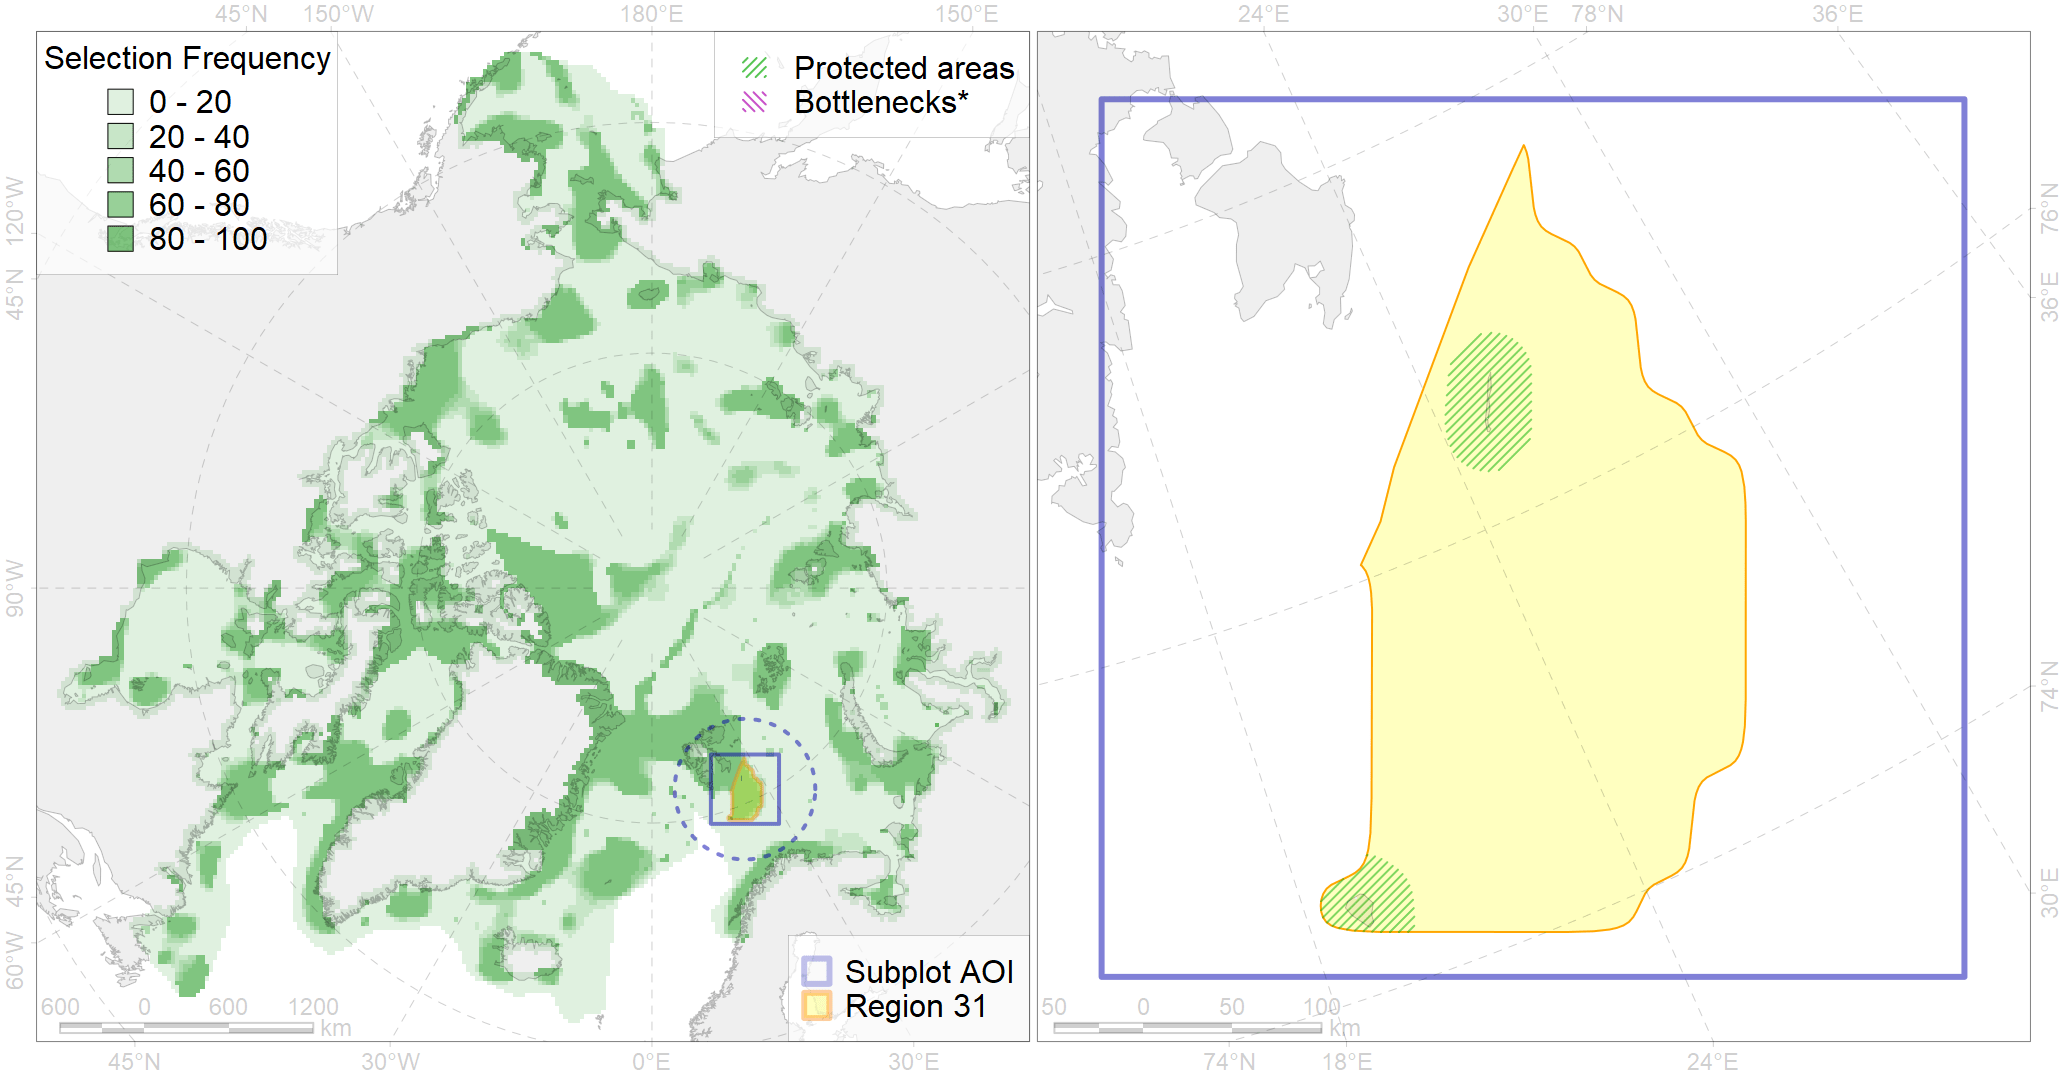 45°N 150°W 180°E 150°E 24°E 30°E 78°N 36°E
Selection Frequency
0 - 20
20 - 40
40 - 60
60 - 80
80 - 100
Protected areas
Bottlenecks*
120°W
45°N
90°W
45°N
60°W
76°N
36°E
74°N
30°E
Subplot AOI
Region 31
600 0 600 1200
km
50 0 50 100
km
45°N 30°W 0°E 30°E 74°N 18°E 24°E